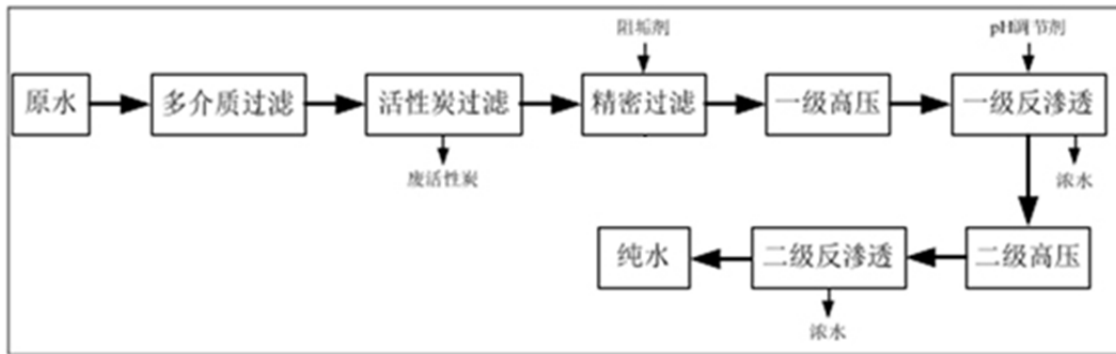 阻垢剂
pH调节剂
原水
多介质过滤
活性炭过滤
精密过滤
一级高压
一级反渗透
废活性炭
浓水
纯水
二级反渗透
二级高压
浓水